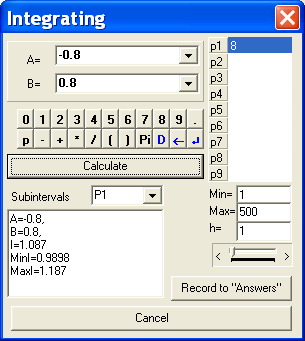 Integrating
A= -0.8
B= 0.8
0 1 2 3 4 5 6 7 8 9 .
p - + * / ( ) Pi D ← ↵
Calculate
Subintervals P1
A=-0.8,
B=0.8,
I=1.087
MinI=0.9898
MaxI=1.187
p1 8
p2
p3
p4
p5
p6
p7
p8
p9
Min= 1
Max= 500
h= 1
< >
Record to "Answers"
Cancel